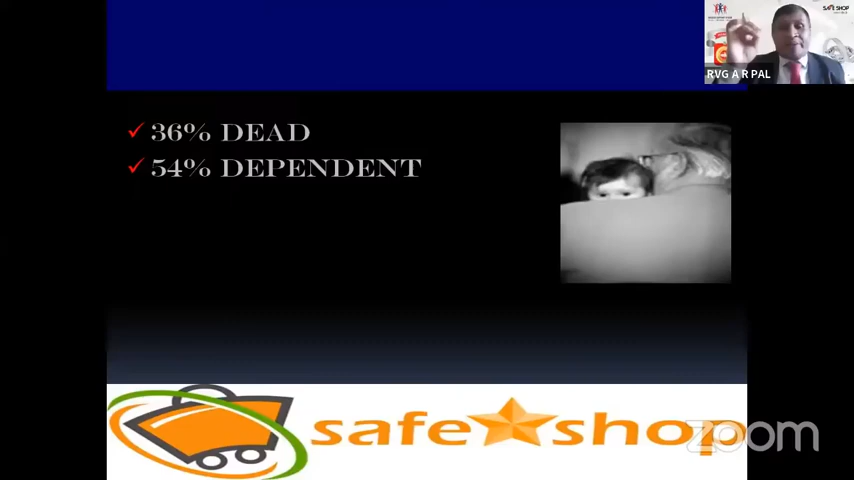 SAFE SHOP
RVG A R PAL
36% DEAD
54% DEPENDENT
safe shop
zoom